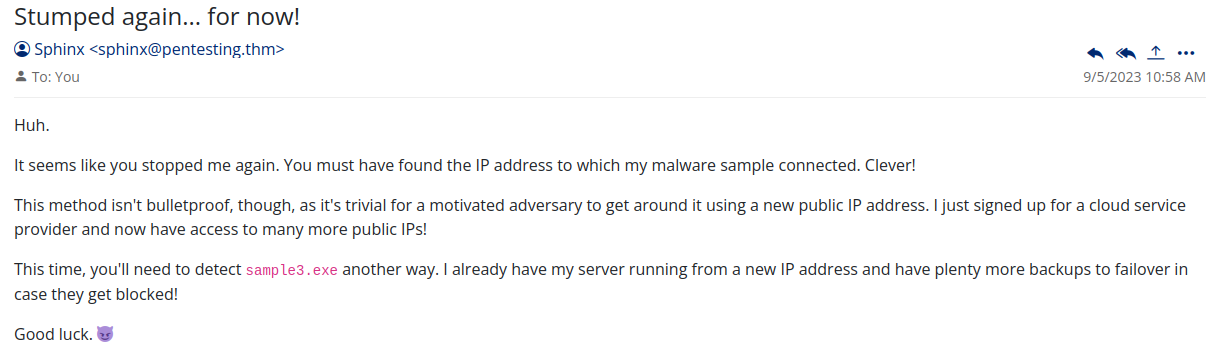 Stumped again... for now!
Sphinx <sphinx@pentesting.thm>
To: You
9/5/2023 10:58 AM
Huh.
It seems like you stopped me again. You must have found the IP address to which my malware sample connected. Clever!
This method isn't bulletproof, though, as it's trivial for a motivated adversary to get around it using a new public IP address. I just signed up for a cloud service
provider and now have access to many more public IPs!
This time, you'll need to detect sample3.exe another way. I already have my server running from a new IP address and have plenty more backups to failover in
case they get blocked!
Good luck. 😈